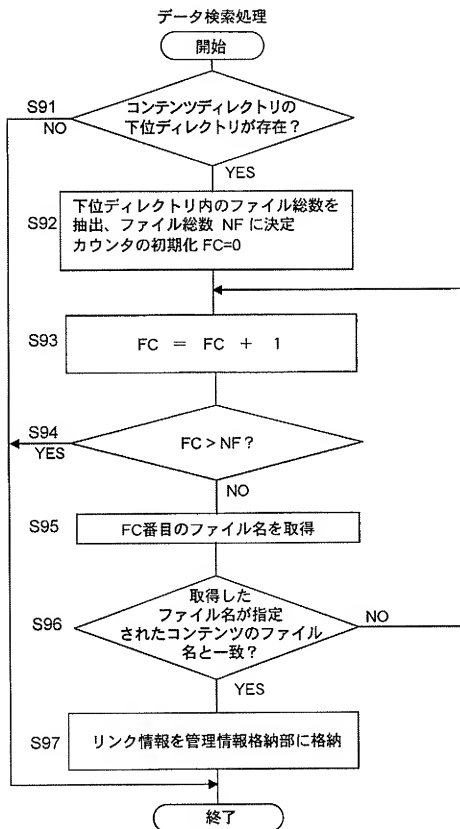 データ検索処理
開始
S91
NO
コンテンツディレクトリの
下位ディレクトリが存在？
YES
S92
下位ディレクトリ内のファイル総数を
抽出、ファイル総数 NF に決定
カウンタの初期化 FC=0
S93
FC = FC + 1
S94
YES
FC > NF？
NO
S95
FC番目のファイル名を取得
S96
取得した
ファイル名が指定
されたコンテンツのファイル
名と一致？
NO
YES
S97
リンク情報を管理情報格納部に格納
終了